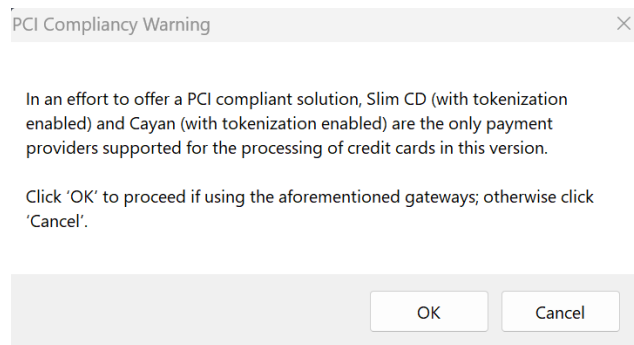 PCI Compliancy Warning
In an effort to offer a PCI compliant solution, Slim CD (with tokenization
enabled) and Cayan (with tokenization enabled) are the only payment
providers supported for the processing of credit cards in this version.
Click ‘OK’ to proceed if using the aforementioned gateways; otherwise click
‘Cancel’.
OK
Cancel